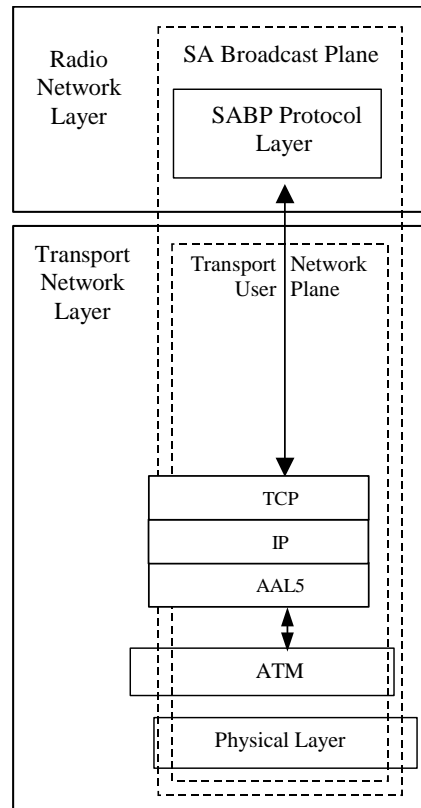 Radio
Network
Layer
SA Broadcast Plane
SABP Protocol
Layer
Transport
Network
Layer
Transport Network
User Plane
TCP
IP
AAL5
ATM
Physical Layer